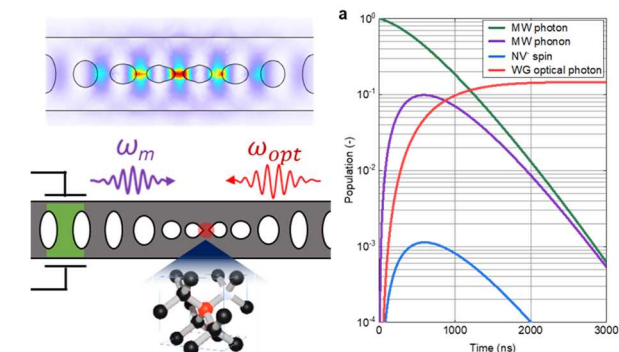 ω_m
ω_opt
a
10⁰
10⁻¹
10⁻²
10⁻³
10⁻⁴
Population (-)
MW photon
MW phonon
NV⁻ spin
WG optical photon
0
1000
2000
3000
Time (ns)